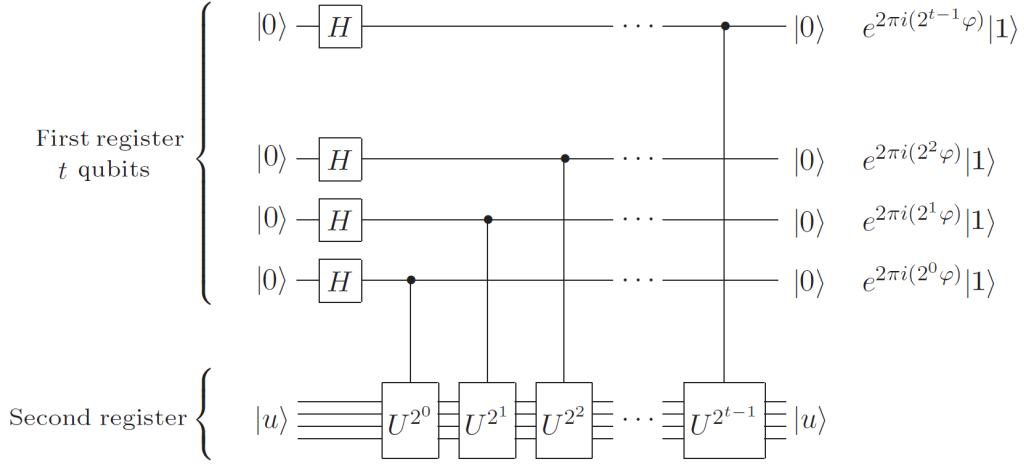 |0⟩ H ··· |0⟩ e^{2πi(2^{t−1}φ)}|1⟩
First register
t qubits
|0⟩ H ··· |0⟩ e^{2πi(2^2φ)}|1⟩
|0⟩ H ··· |0⟩ e^{2πi(2^1φ)}|1⟩
|0⟩ H ··· |0⟩ e^{2πi(2^0φ)}|1⟩
Second register
|u⟩ U^{2^0} U^{2^1} U^{2^2} ··· U^{2^{t−1}} |u⟩